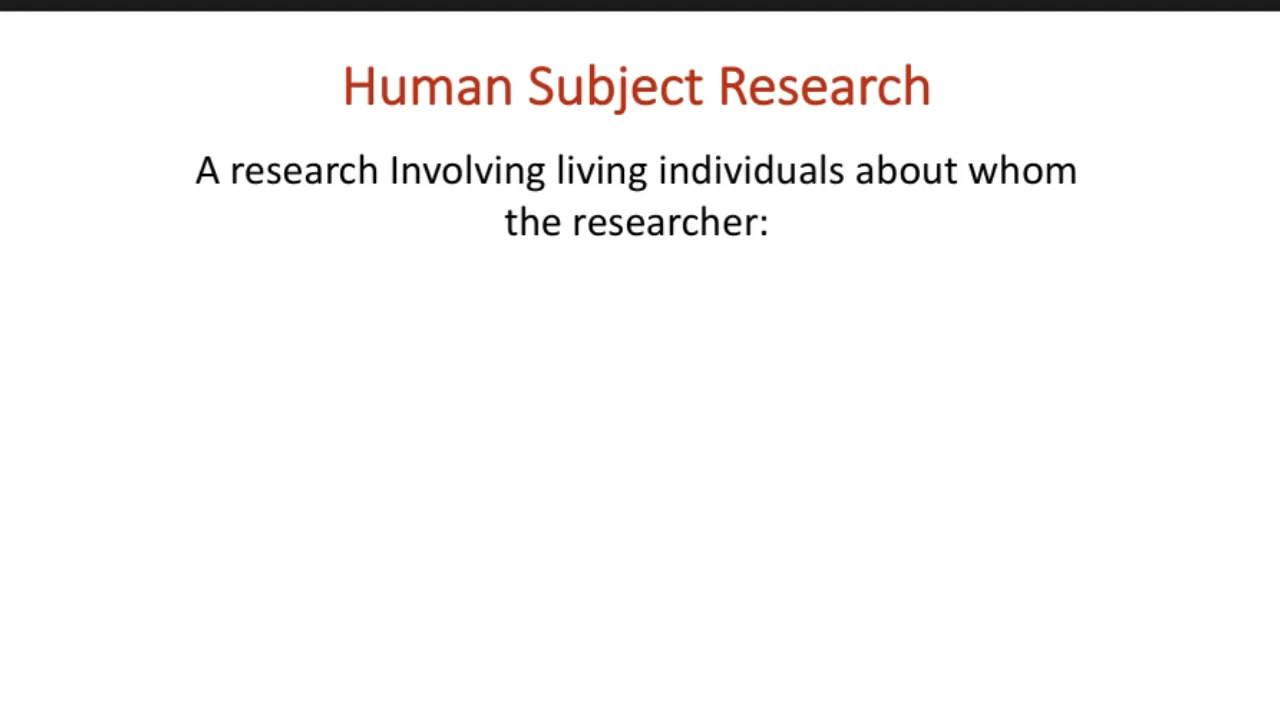 Human Subject Research
A research Involving living individuals about whom
the researcher: